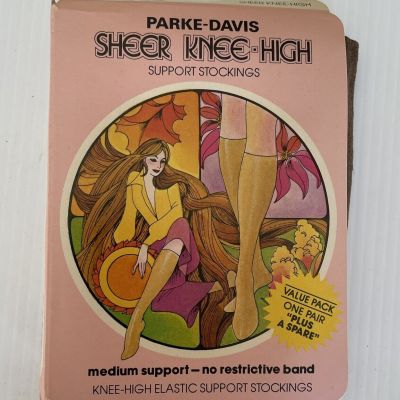 PARKE-DAVIS
SHEER KNEE-HIGH
SUPPORT STOCKINGS
VALUE PACK
ONE PAIR
"PLUS
A SPARE"
medium support—no restrictive band
KNEE-HIGH ELASTIC SUPPORT STOCKINGS